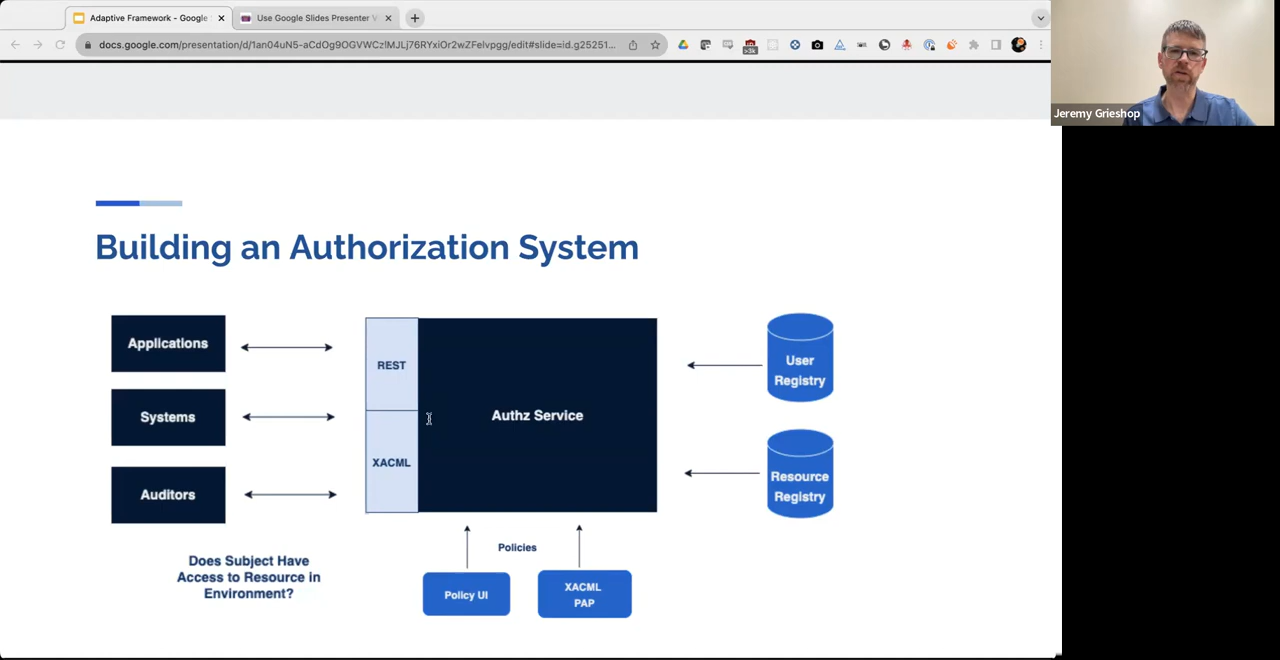 Adaptive Framework - Google
Use Google Slides Presenter V
docs.google.com/presentation/d/1an04uN5-aCdOg9OGVWCzlMJLj76RYxiOr2wZFelvpgg/edit#slide=id.g25251...
>3k
Jeremy Grieshop
Building an Authorization System
Applications
Systems
Auditors
Does Subject Have
Access to Resource in
Environment?
REST
XACML
Authz Service
Policies
Policy UI
XACML
PAP
User
Registry
Resource
Registry